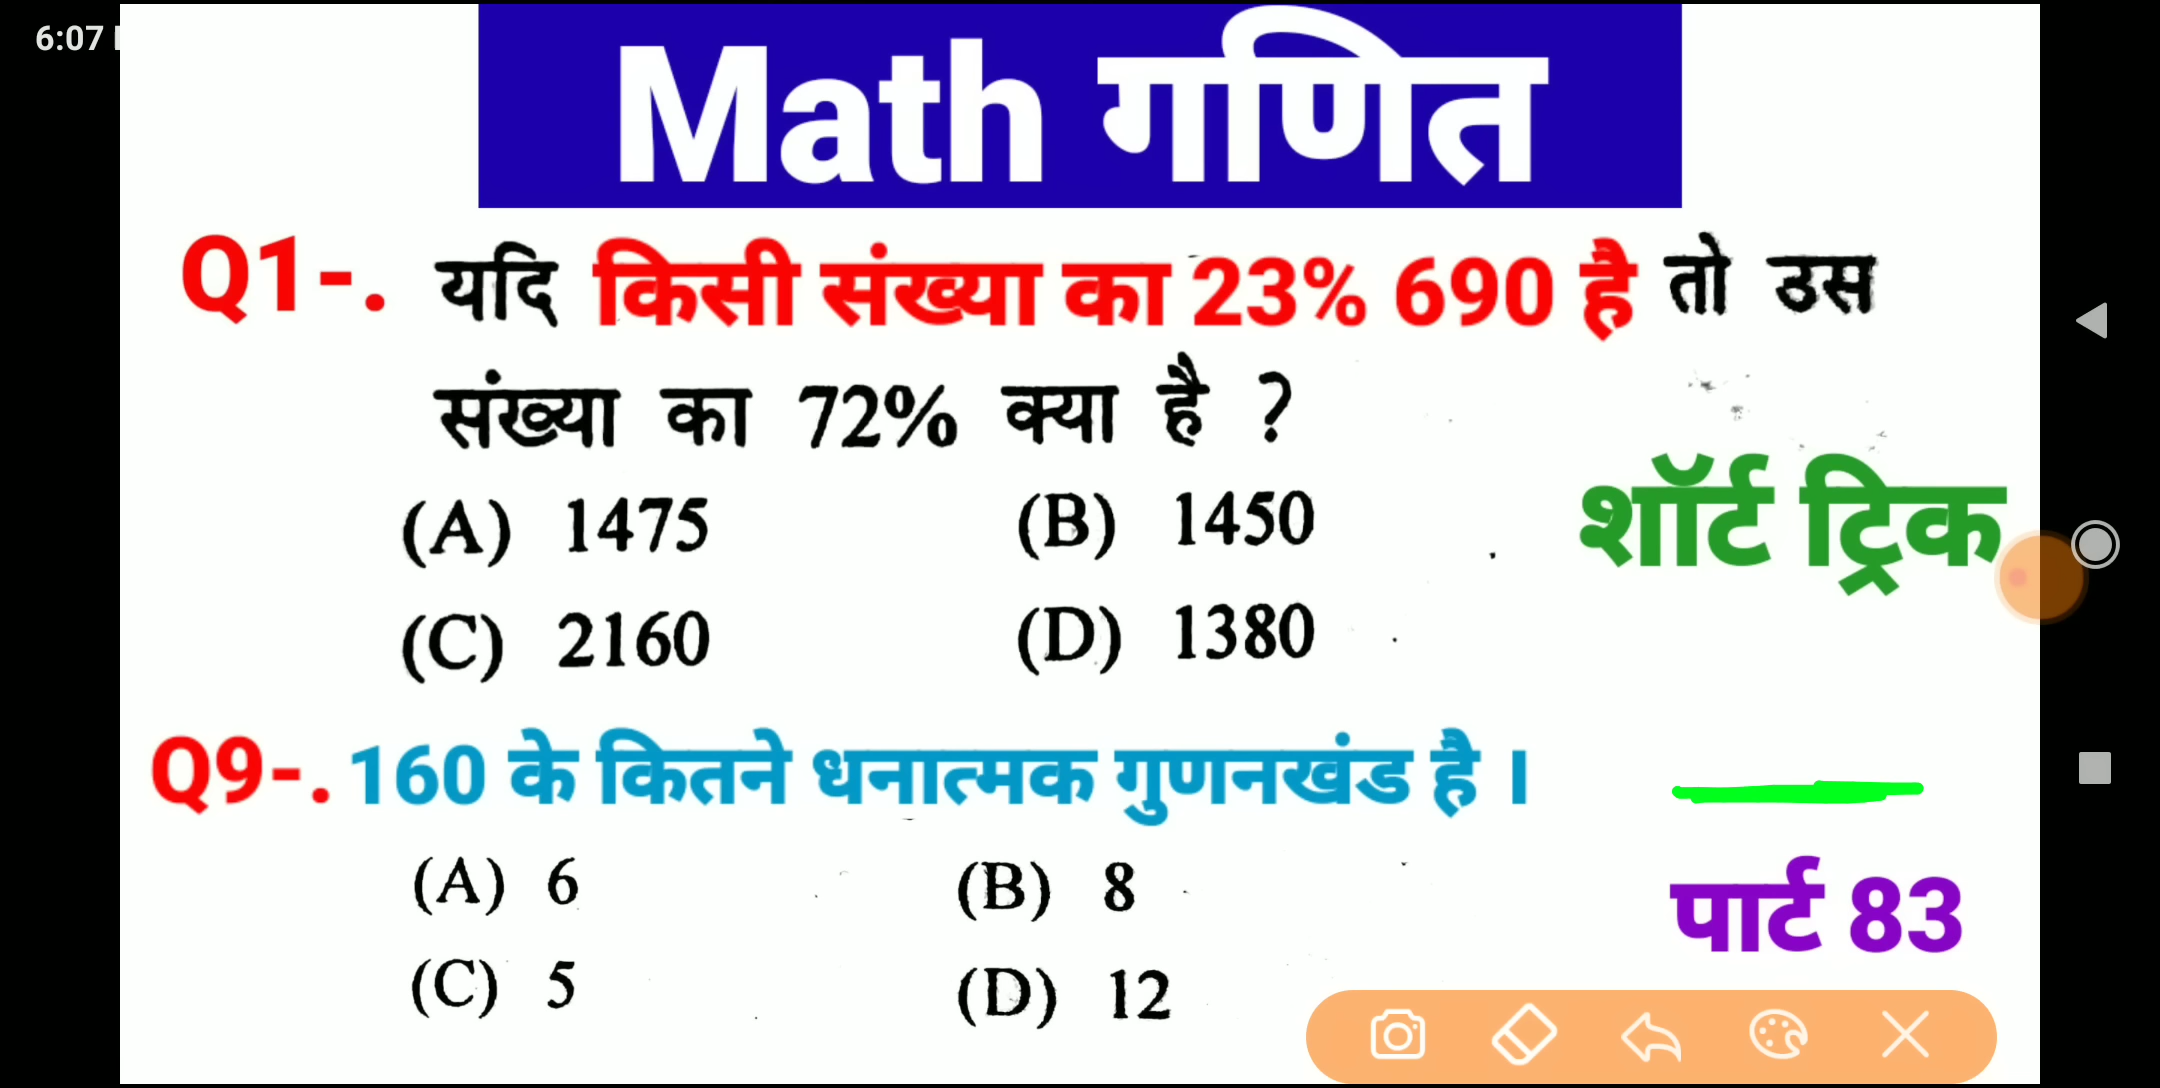 6:07
Math गणित
Q1-. यदि किसी संख्या का 23% 690 है तो उस
संख्या का 72% क्या है ?
(A) 1475 (B) 1450
शॉर्ट ट्रिक
(C) 2160 (D) 1380
Q9-. 160 के कितने धनात्मक गुणनखंड है ।
(A) 6 (B) 8
पार्ट 83
(C) 5 (D) 12